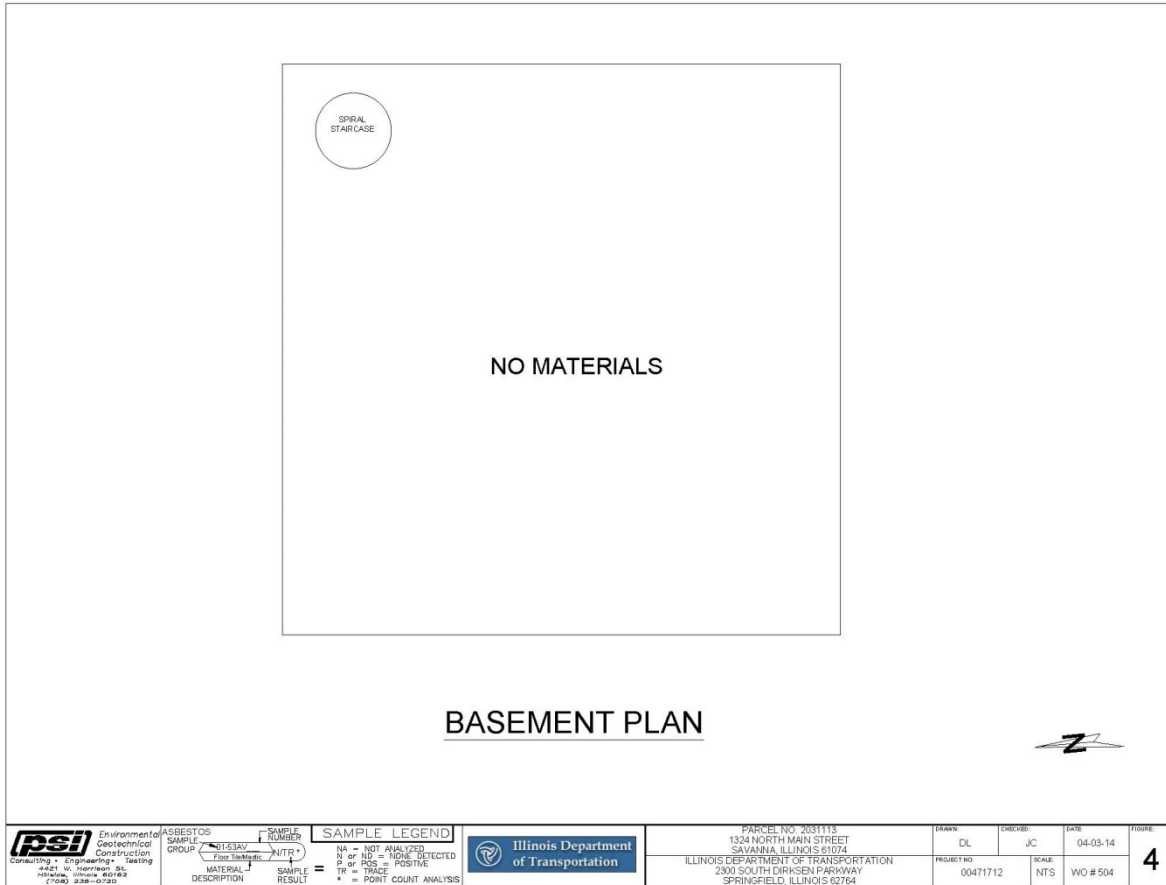 SPIRAL
STAIRCASE
NO MATERIALS
BASEMENT PLAN
Z
psi
Environmental
Geotechnical
Construction
Consulting • Engineering • Testing
4421 W. Harrison St.
Hillside, Illinois 60162
(708) 236-0720
ASBESTOS
SAMPLE
GROUP
SAMPLE
NUMBER
01-53AV
Floor Tile/Mastic
N/TR *
MATERIAL
DESCRIPTION
SAMPLE
RESULT
=
SAMPLE LEGEND
NA = NOT ANALYZED
N or ND = NONE DETECTED
P or POS = POSITIVE
TR = TRACE
* = POINT COUNT ANALYSIS
Illinois Department
of Transportation
PARCEL NO. 2031113
1324 NORTH MAIN STREET
SAVANNA, ILLINOIS 61074
ILLINOIS DEPARTMENT OF TRANSPORTATION
2300 SOUTH DIRKSEN PARKWAY
SPRINGFIELD, ILLINOIS 62764
DRAWN: DL
CHECKED: JC
DATE: 04-03-14
PROJECT NO: 00471712
SCALE: NTS
WO # 504
FIGURE: 4